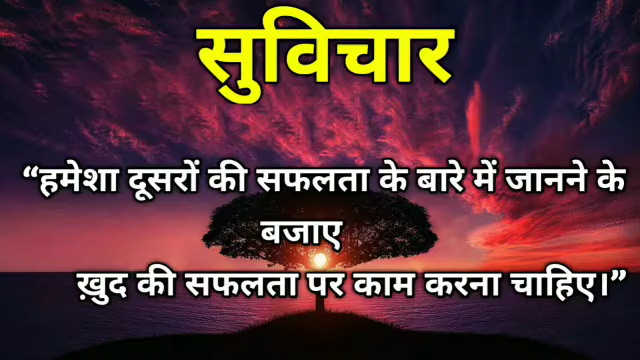 सुविचार
“हमेशा दूसरों की सफलता के बारे में जानने के
बजाए
ख़ुद की सफलता पर काम करना चाहिए।”